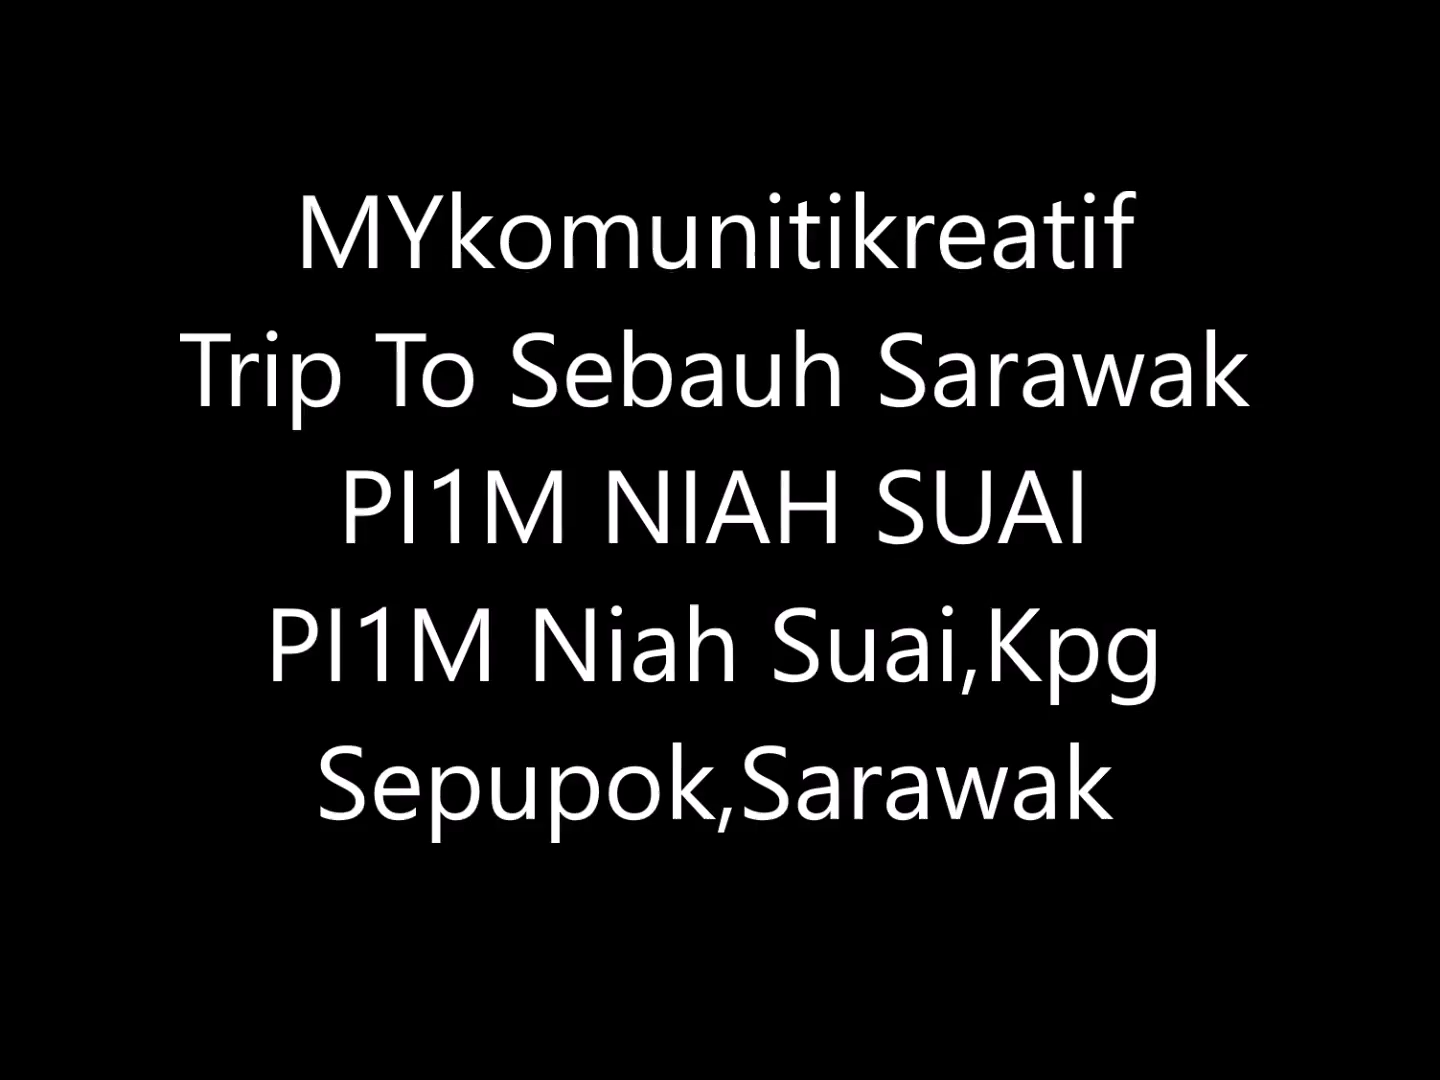 MYkomunitikreatif
Trip To Sebauh Sarawak
PI1M NIAH SUAI
PI1M Niah Suai,Kpg
Sepupok,Sarawak